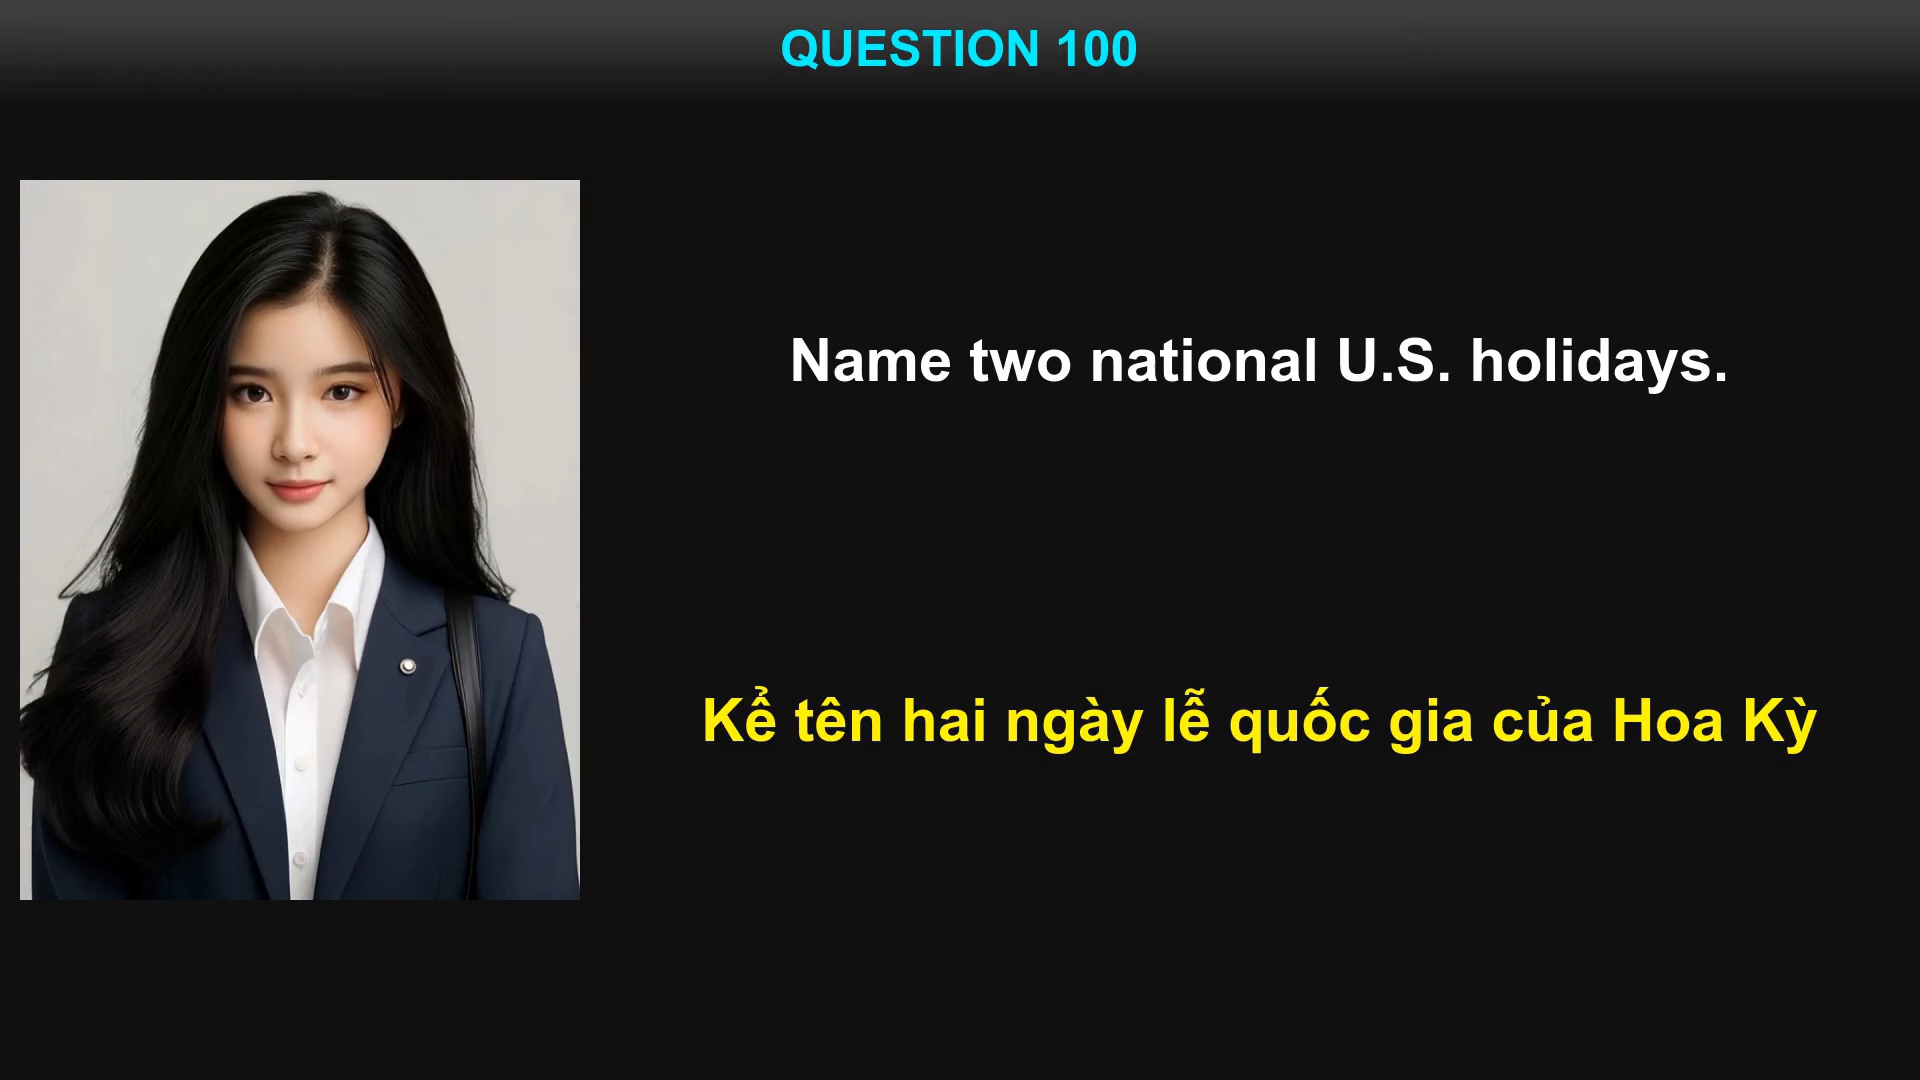 QUESTION 100
Name two national U.S. holidays.
Kể tên hai ngày lễ quốc gia của Hoa Kỳ